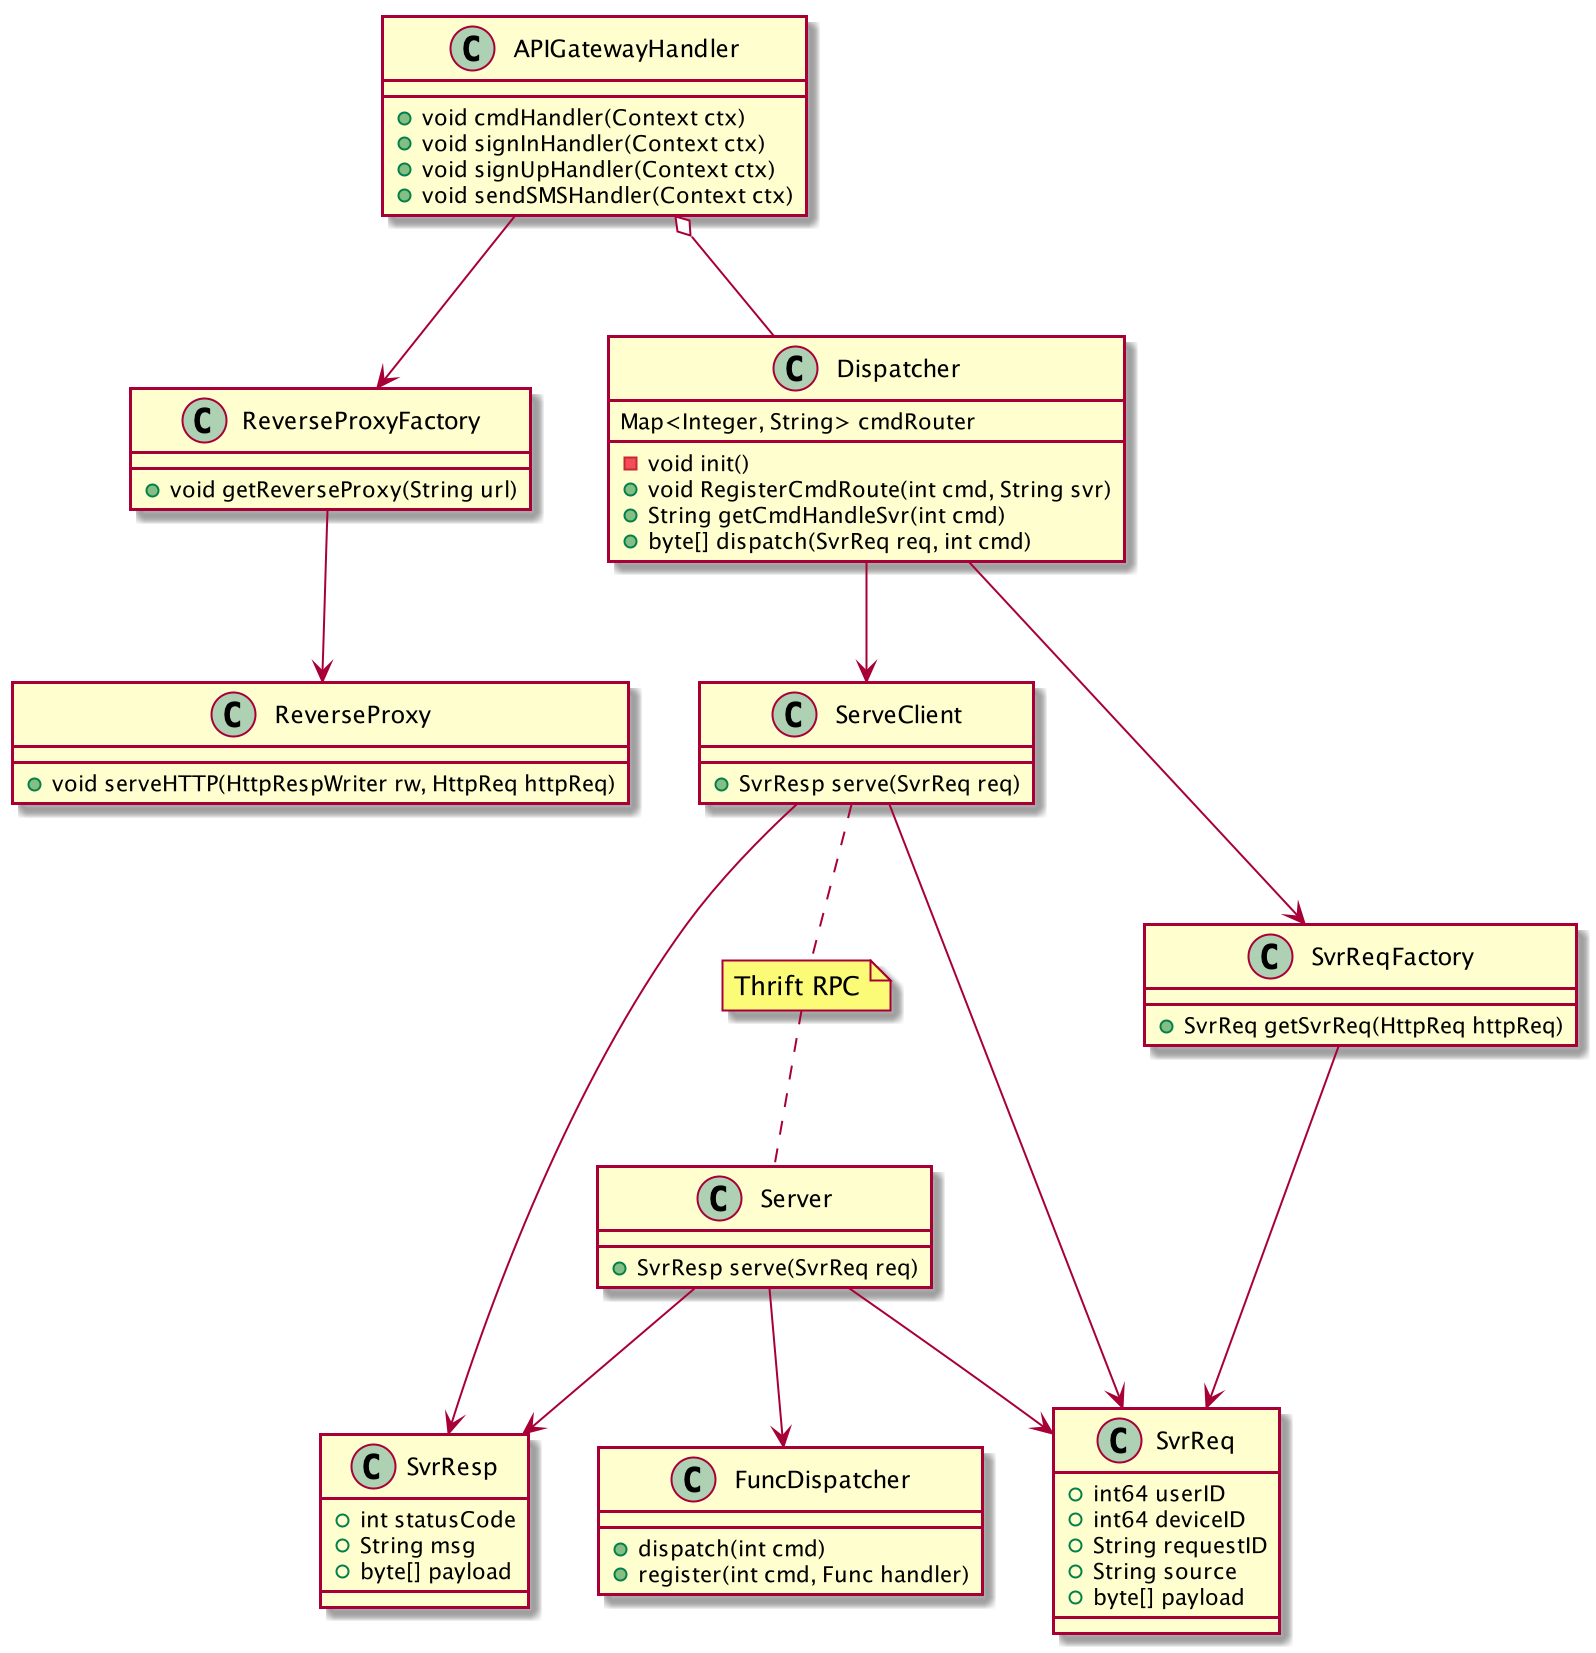 C APIGatewayHandler
void cmdHandler(Context ctx)
void signInHandler(Context ctx)
void signUpHandler(Context ctx)
void sendSMSHandler(Context ctx)
C Dispatcher
Map<Integer, String> cmdRouter
void init()
void RegisterCmdRoute(int cmd, String svr)
String getCmdHandleSvr(int cmd)
byte[] dispatch(SvrReq req, int cmd)
C ReverseProxyFactory
void getReverseProxy(String url)
C ReverseProxy
void serveHTTP(HttpRespWriter rw, HttpReq httpReq)
C ServeClient
SvrResp serve(SvrReq req)
C SvrReqFactory
SvrReq getSvrReq(HttpReq httpReq)
Thrift RPC
C Server
SvrResp serve(SvrReq req)
C SvrResp
int statusCode
String msg
byte[] payload
C FuncDispatcher
dispatch(int cmd)
register(int cmd, Func handler)
C SvrReq
int64 userID
int64 deviceID
String requestID
String source
byte[] payload